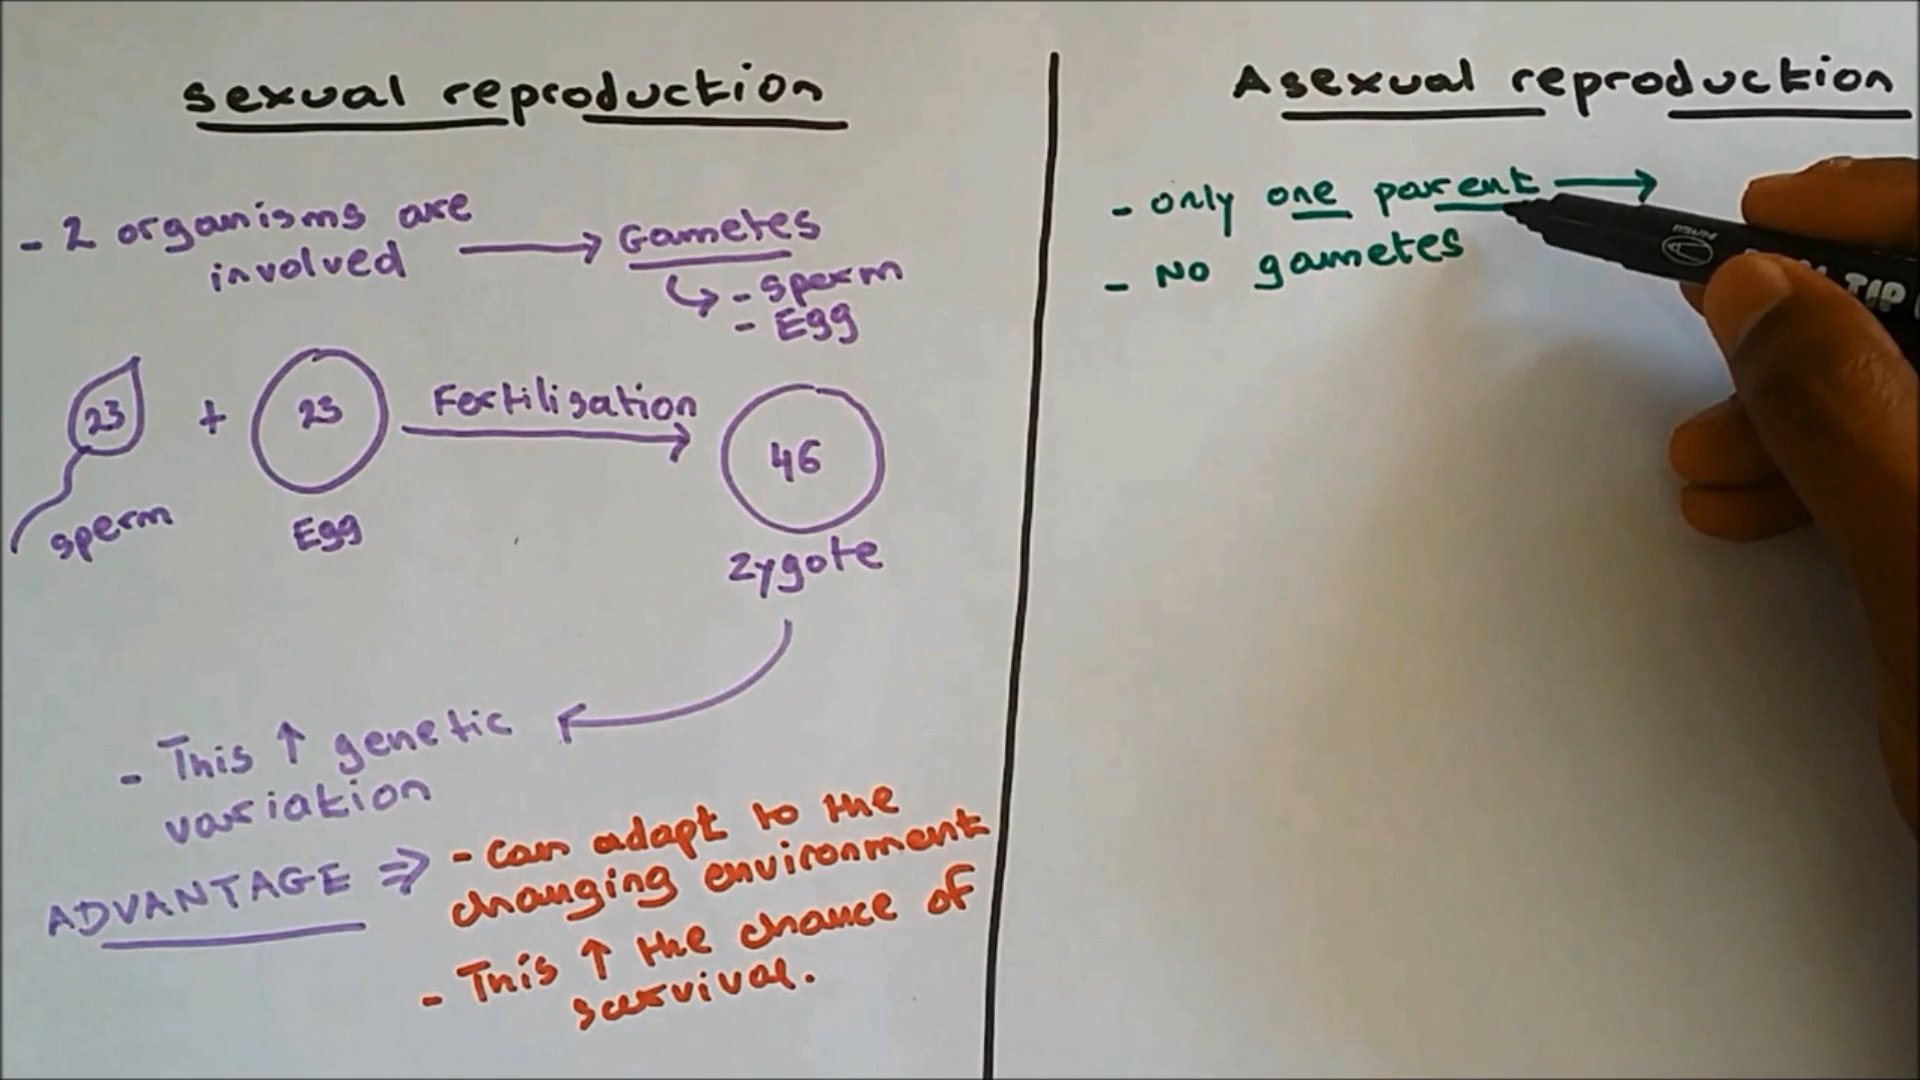 sexual reproduction
- 2 organisms are
involved
Gametes
- sperm
- Egg
23
+
23
Fertilisation
46
sperm
Egg
Zygote
- This ↑ genetic
variation
ADVANTAGE ⇒
- can adapt to the
changing environment
- This ↑ the chance of
survival.
Asexual reproduction
- only one parent
- No gametes
TIP